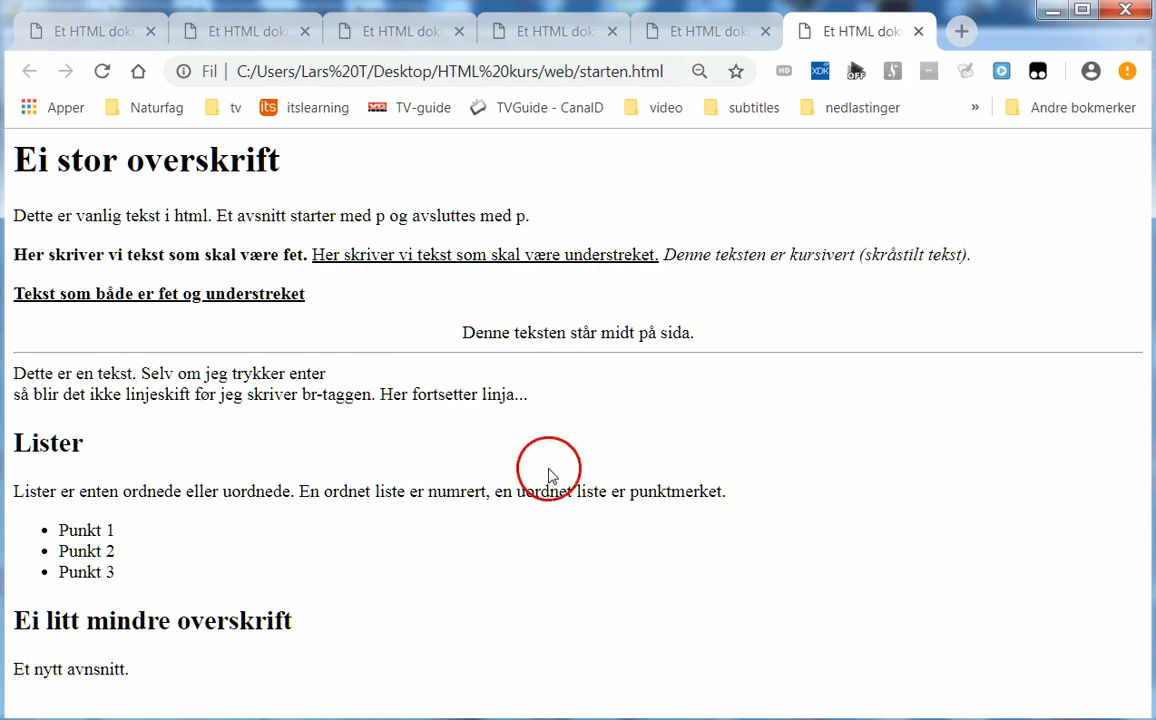 Et HTML dok
Et HTML dok
Et HTML dok
Et HTML dok
Et HTML dok
Et HTML dok
Fil C:/Users/Lars%20T/Desktop/HTML%20kurs/web/starten.html
HD XDK OFF
Apper Naturfag tv its itslearning TV-guide TVGuide - CanalD video subtitles nedlastinger » Andre bokmerker
Ei stor overskrift
Dette er vanlig tekst i html. Et avsnitt starter med p og avsluttes med p.
Her skriver vi tekst som skal være fet. Her skriver vi tekst som skal være understreket. Denne teksten er kursivert (skråstilt tekst).
Tekst som både er fet og understreket
Denne teksten står midt på sida.
Dette er en tekst. Selv om jeg trykker enter
så blir det ikke linjeskift før jeg skriver br-taggen. Her fortsetter linja...
Lister
Lister er enten ordnede eller uordnede. En ordnet liste er numrert, en uordnet liste er punktmerket.
• Punkt 1
• Punkt 2
• Punkt 3
Ei litt mindre overskrift
Et nytt avnsnitt.